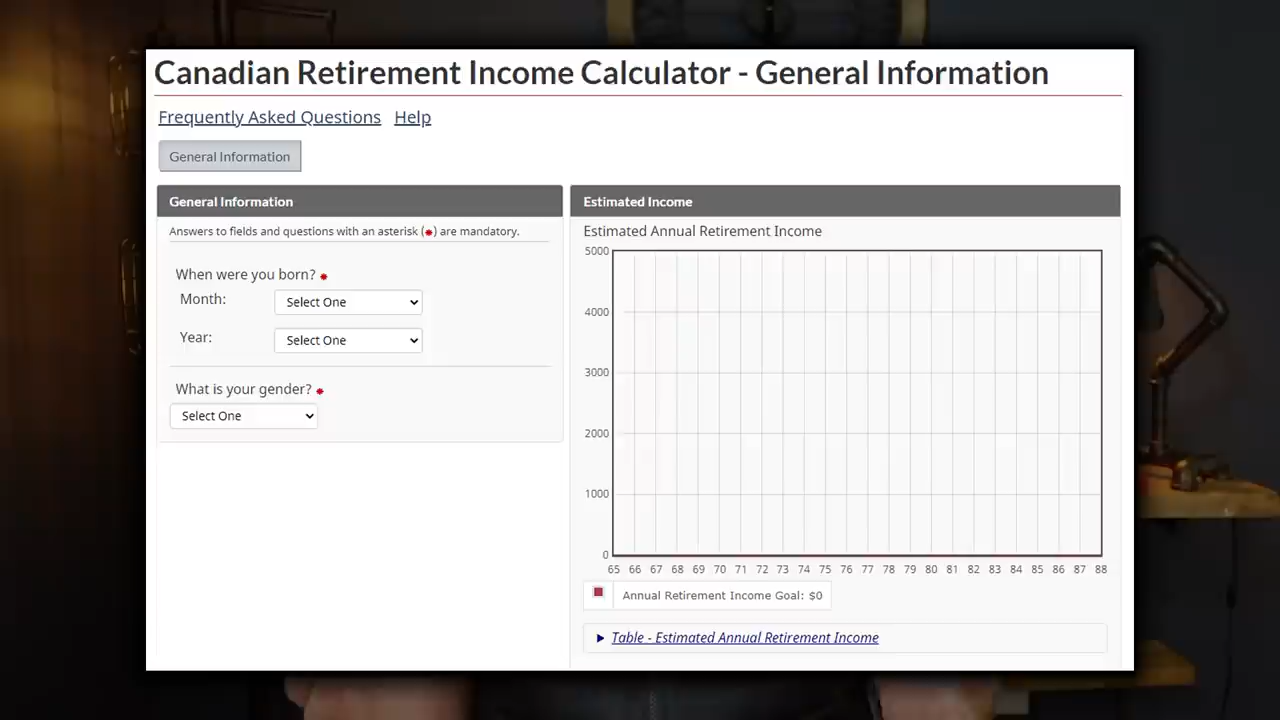 Canadian Retirement Income Calculator - General Information
Frequently Asked Questions Help
General Information
General Information
Answers to fields and questions with an asterisk (*) are mandatory.
When were you born? *
Month: Select One
Year: Select One
What is your gender? *
Select One
Estimated Income
Estimated Annual Retirement Income
5000
4000
3000
2000
1000
0
65 66 67 68 69 70 71 72 73 74 75 76 77 78 79 80 81 82 83 84 85 86 87 88
Annual Retirement Income Goal: $0
Table - Estimated Annual Retirement Income